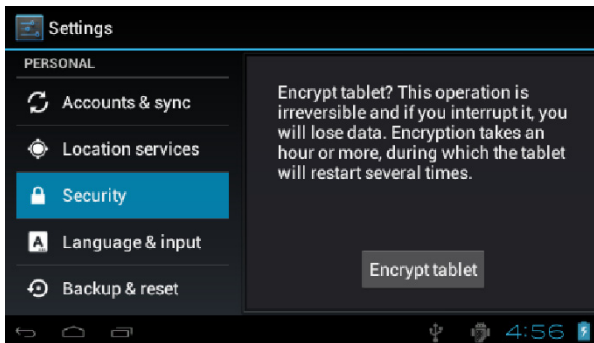 Settings
PERSONAL
Accounts & sync
Location services
Security
Language & input
Backup & reset
Encrypt tablet? This operation is
irreversible and if you interrupt it, you
will lose data. Encryption takes an
hour or more, during which the tablet
will restart several times.
Encrypt tablet
4:56